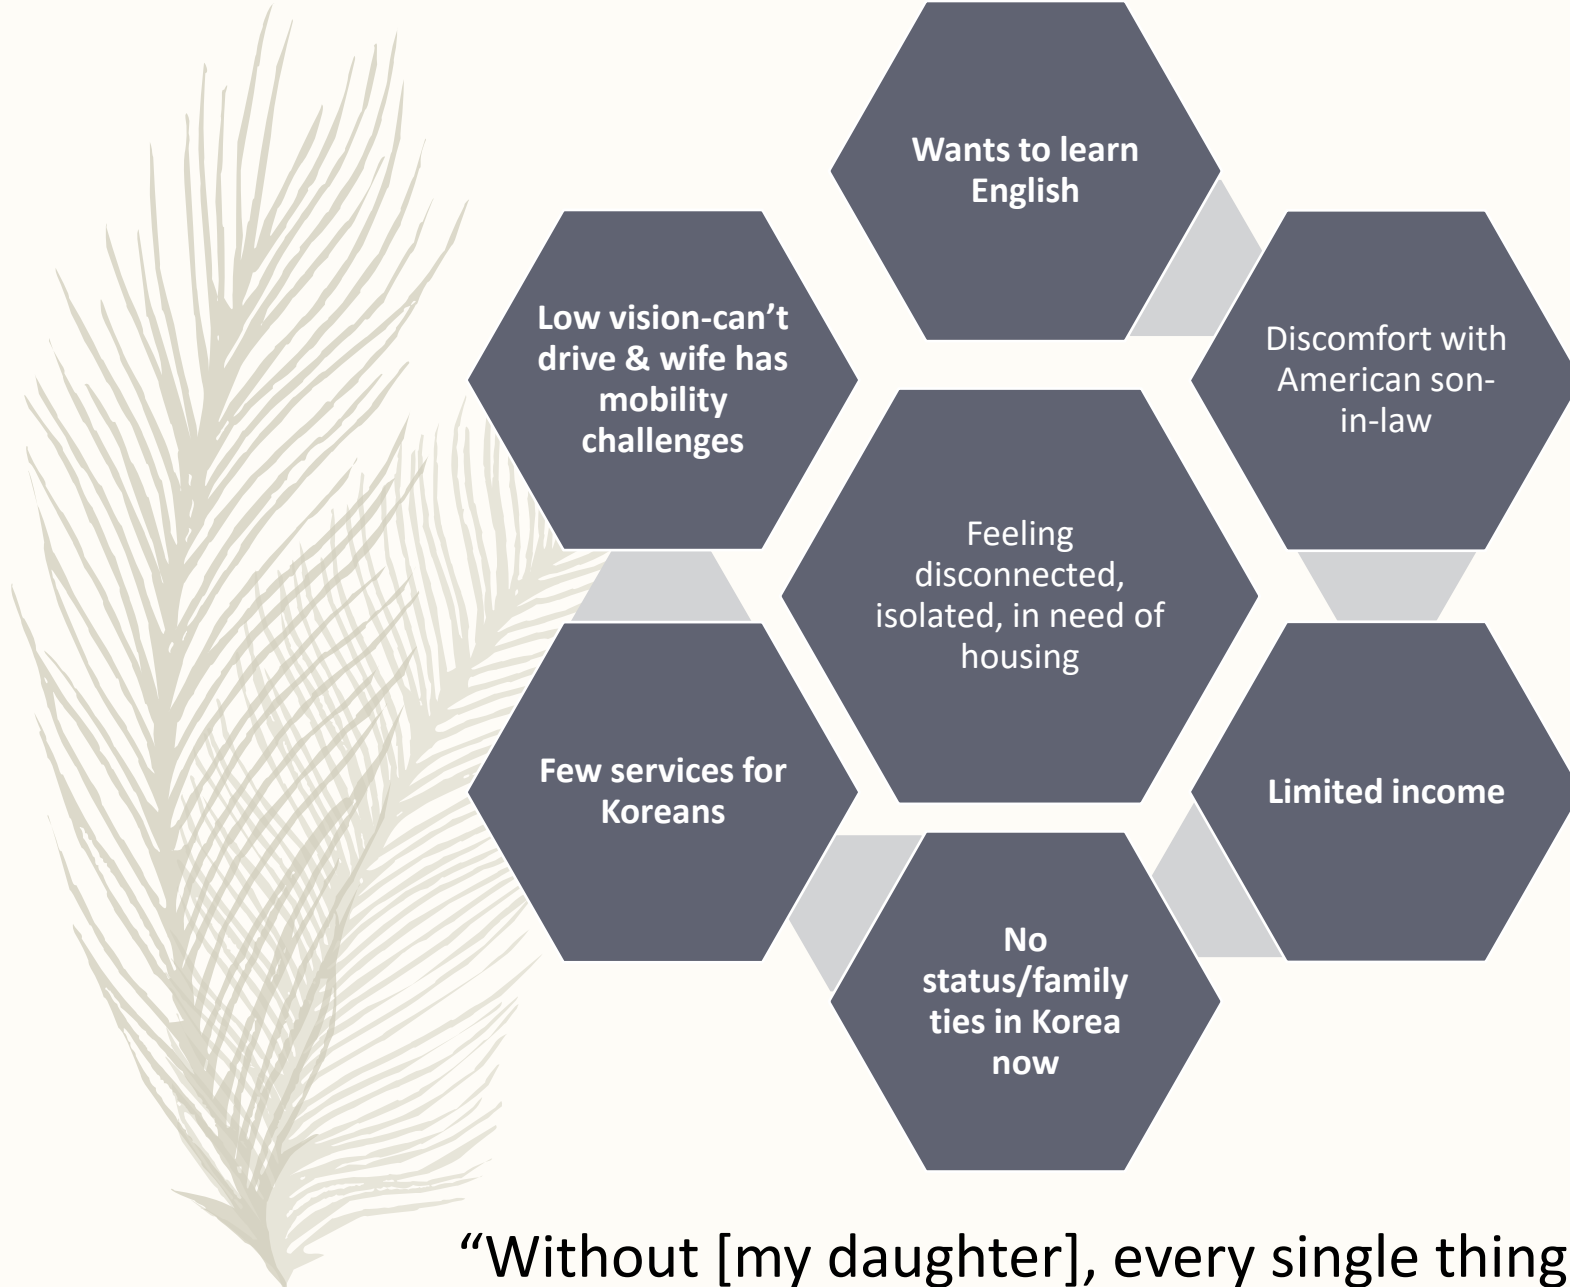 Wants to learn
English
Low vision-can’t
drive & wife has
mobility
challenges
Discomfort with
American son-
in-law
Feeling
disconnected,
isolated, in need of
housing
Few services for
Koreans
Limited income
No
status/family
ties in Korea
now
“Without [my daughter], every single thing